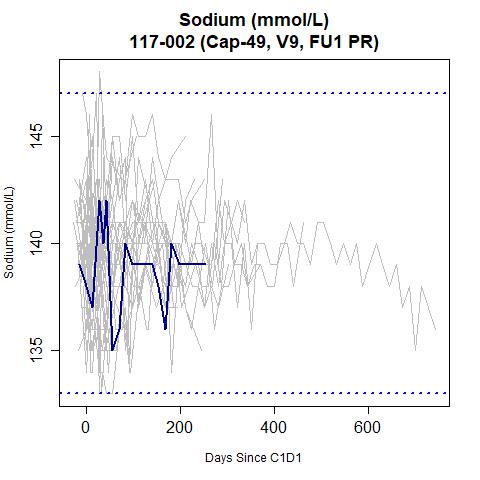 Sodium (mmol/L)
117-002 (Cap-49, V9, FU1 PR)
Sodium (mmol/L)
145
140
135
0
200
400
600
Days Since C1D1